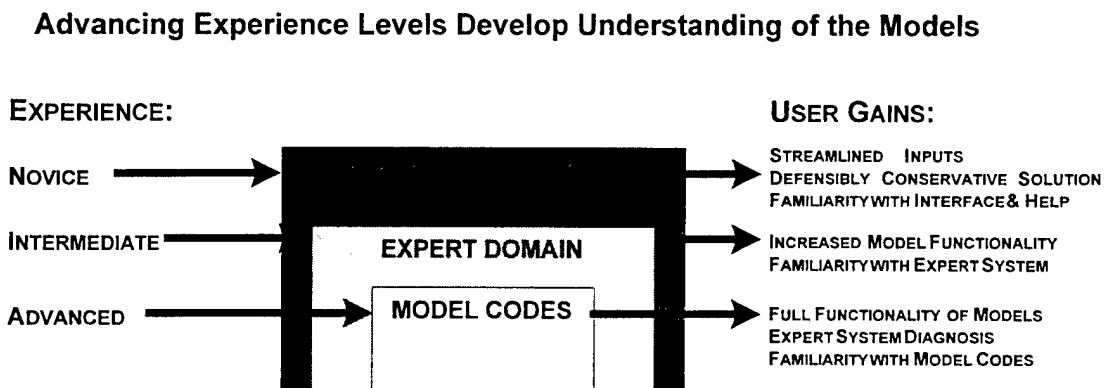 Advancing Experience Levels Develop Understanding of the Models
EXPERIENCE:
USER GAINS:
NOVICE
STREAMLINED INPUTS
DEFENSIBLY CONSERVATIVE SOLUTION
FAMILIARITY WITH INTERFACE & HELP
INTERMEDIATE
EXPERT DOMAIN
INCREASED MODEL FUNCTIONALITY
FAMILIARITY WITH EXPERT SYSTEM
ADVANCED
MODEL CODES
FULL FUNCTIONALITY OF MODELS
EXPERT SYSTEM DIAGNOSIS
FAMILIARITY WITH MODEL CODES